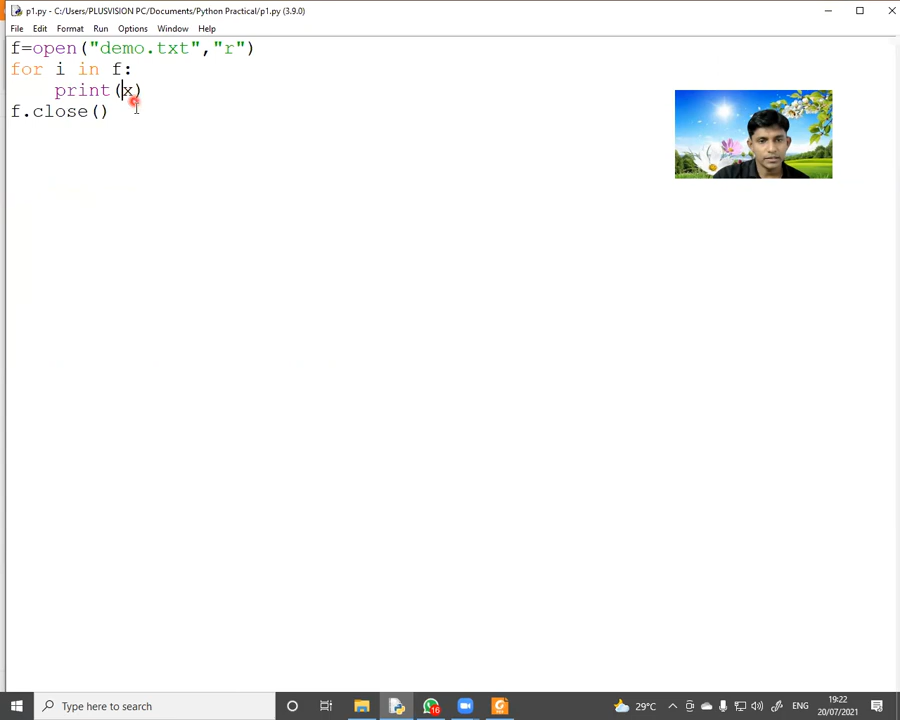 p1.py - C:/Users/PLUSVISION PC/Documents/Python Practical/p1.py (3.9.0)
File Edit Format Run Options Window Help
f=open("demo.txt","r")
for i in f:
    print(x)
f.close()
Type here to search
16
29°C
ENG
19:22
20/07/2021